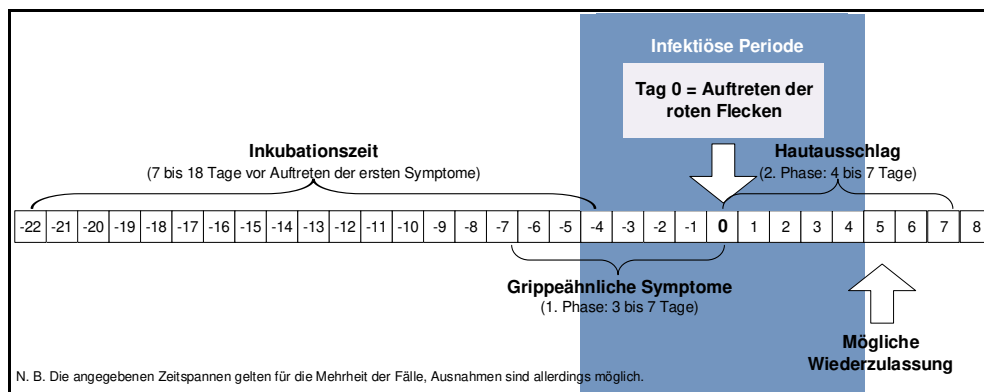 Infektiöse Periode
Tag 0 = Auftreten der
roten Flecken
Inkubationszeit
(7 bis 18 Tage vor Auftreten der ersten Symptome)
Hautausschlag
(2. Phase: 4 bis 7 Tage)
-22 -21 -20 -19 -18 -17 -16 -15 -14 -13 -12 -11 -10 -9 -8 -7 -6 -5 -4 -3 -2 -1 0 1 2 3 4 5 6 7 8
Grippeähnliche Symptome
(1. Phase: 3 bis 7 Tage)
Mögliche
Wiederzulassung
N. B. Die angegebenen Zeitspannen gelten für die Mehrheit der Fälle, Ausnahmen sind allerdings möglich.